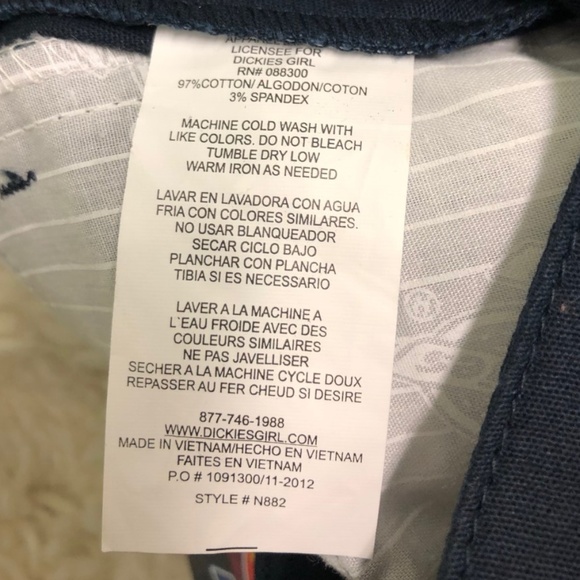 LICENSEE FOR
DICKIES GIRL
RN# 088300
97%COTTON/ ALGODON/COTON
3% SPANDEX
MACHINE COLD WASH WITH
LIKE COLORS. DO NOT BLEACH
TUMBLE DRY LOW
WARM IRON AS NEEDED
LAVAR EN LAVADORA CON AGUA
FRIA CON COLORES SIMILARES.
NO USAR BLANQUEADOR
SECAR CICLO BAJO
PLANCHAR CON PLANCHA
TIBIA SI ES NECESSARIO
LAVER A LA MACHINE A
L'EAU FROIDE AVEC DES
COULEURS SIMILAIRES
NE PAS JAVELLISER
SECHER A LA MACHINE CYCLE DOUX
REPASSER AU FER CHEUD SI DESIRE
877-746-1988
WWW.DICKIESGIRL.COM
MADE IN VIETNAM/HECHO EN VIETNAM
FAITES EN VIETNAM
P.O # 1091300/11-2012
STYLE # N882